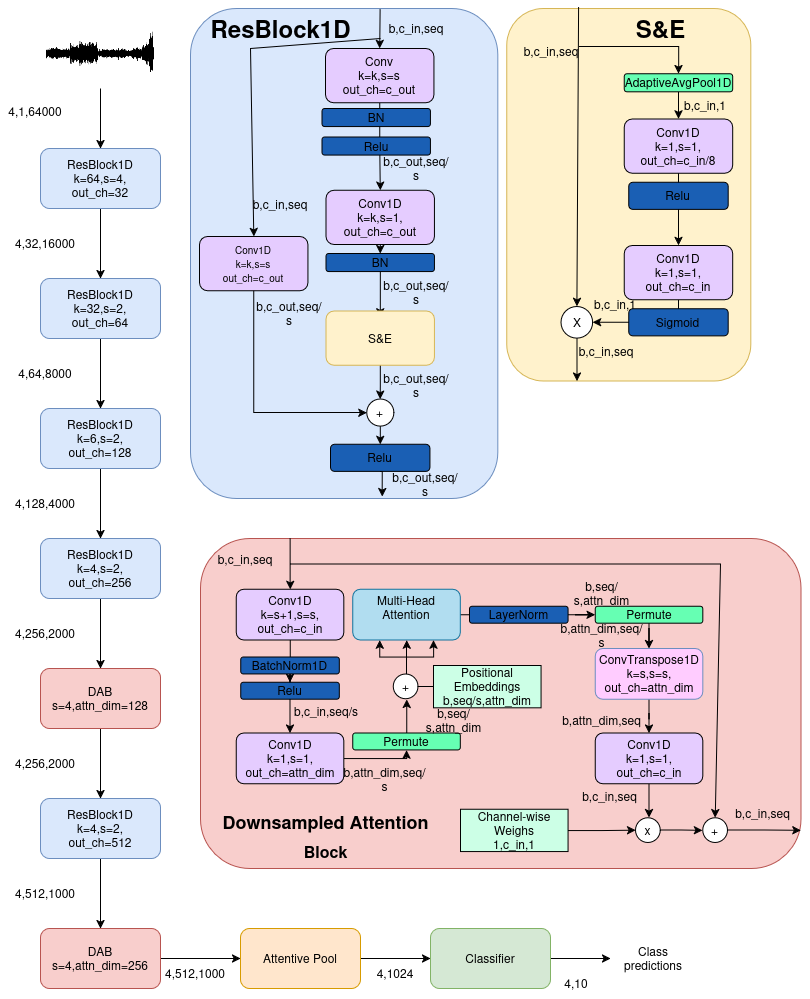 4,1,64000
ResBlock1D
k=64,s=4,
out_ch=32
4,32,16000
ResBlock1D
k=32,s=2,
out_ch=64
4,64,8000
ResBlock1D
k=6,s=2,
out_ch=128
4,128,4000
ResBlock1D
k=4,s=2,
out_ch=256
4,256,2000
DAB
s=4,attn_dim=128
4,256,2000
ResBlock1D
k=4,s=2,
out_ch=512
4,512,1000
DAB
s=4,attn_dim=256
4,512,1000
Attentive Pool
4,1024
Classifier
4,10
Class
predictions
ResBlock1D
b,c_in,seq
Conv
k=k,s=s
out_ch=c_out
BN
Relu
b,c_out,seq/
s
b,c_in,seq
Conv1D
k=k,s=1,
out_ch=c_out
Conv1D
k=k,s=s
out_ch=c_out
BN
b,c_out,seq/
s
b,c_out,seq/
s
S&E
b,c_out,seq/
s
+
Relu
b,c_out,seq/
s
S&E
b,c_in,seq
AdaptiveAvgPool1D
b,c_in,1
Conv1D
k=1,s=1,
out_ch=c_in/8
Relu
Conv1D
k=1,s=1,
out_ch=c_in
b,c_in,1
X
Sigmoid
b,c_in,seq
b,c_in,seq
Conv1D
k=s+1,s=s,
out_ch=c_in
BatchNorm1D
Relu
b,c_in,seq/s
Conv1D
k=1,s=1,
out_ch=attn_dim
b,attn_dim,seq/
s
Permute
b,seq/
s,attn_dim
+
Positional
Embeddings
b,seq/s,attn_dim
Multi-Head
Attention
LayerNorm
b,seq/
s,attn_dim
Permute
b,attn_dim,seq/
s
ConvTranspose1D
k=s,s=s,
out_ch=attn_dim
b,attn_dim,seq
Conv1D
k=1,s=1,
out_ch=c_in
b,c_in,seq
Channel-wise
Weighs
1,c_in,1
x
+
b,c_in,seq
Downsampled Attention
Block